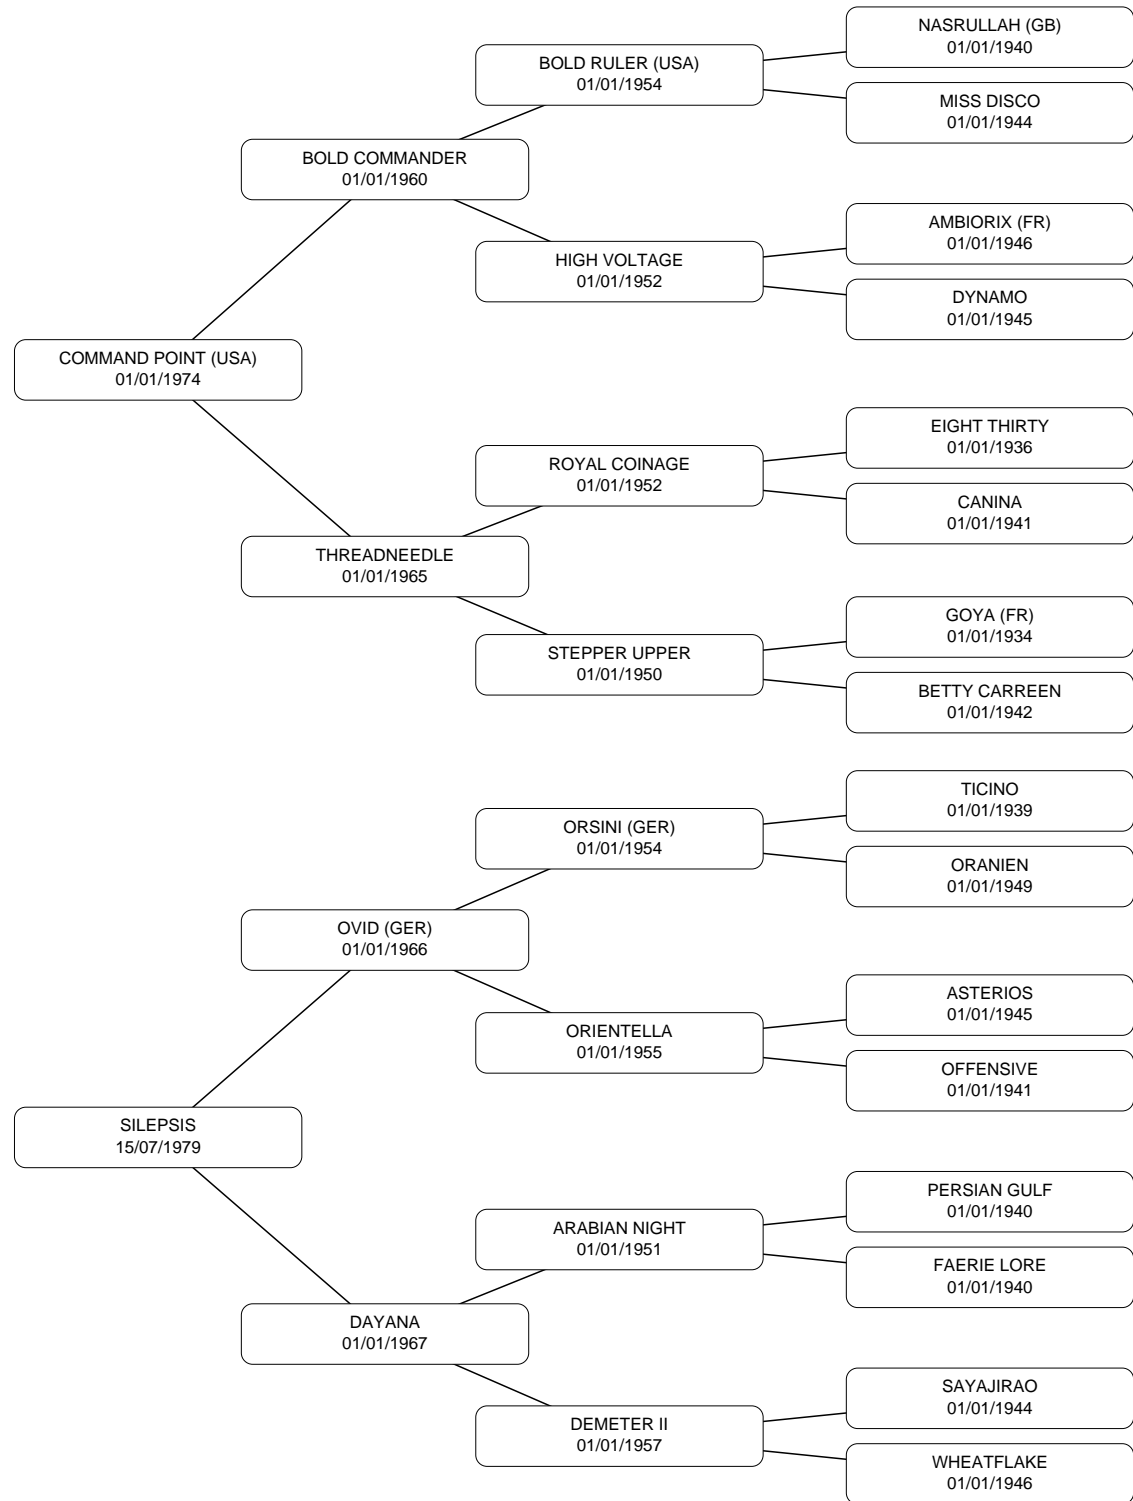 NASRULLAH (GB)
01/01/1940
BOLD RULER (USA)
01/01/1954
MISS DISCO
01/01/1944
BOLD COMMANDER
01/01/1960
AMBIORIX (FR)
01/01/1946
HIGH VOLTAGE
01/01/1952
DYNAMO
01/01/1945
COMMAND POINT (USA)
01/01/1974
EIGHT THIRTY
01/01/1936
ROYAL COINAGE
01/01/1952
CANINA
01/01/1941
THREADNEEDLE
01/01/1965
GOYA (FR)
01/01/1934
STEPPER UPPER
01/01/1950
BETTY CARREEN
01/01/1942
TICINO
01/01/1939
ORSINI (GER)
01/01/1954
ORANIEN
01/01/1949
OVID (GER)
01/01/1966
ASTERIOS
01/01/1945
ORIENTELLA
01/01/1955
OFFENSIVE
01/01/1941
SILEPSIS
15/07/1979
PERSIAN GULF
01/01/1940
ARABIAN NIGHT
01/01/1951
FAERIE LORE
01/01/1940
DAYANA
01/01/1967
SAYAJIRAO
01/01/1944
DEMETER II
01/01/1957
WHEATFLAKE
01/01/1946